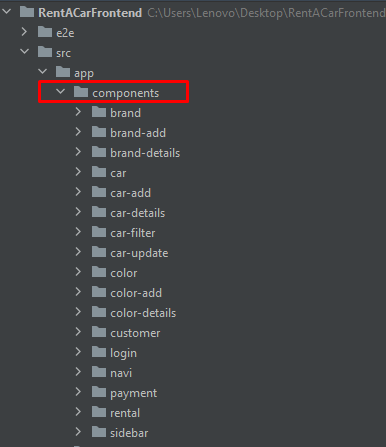 RentACarFrontend C:\Users\Lenovo\Desktop\RentACarFrontend
e2e
src
app
components
brand
brand-add
brand-details
car
car-add
car-details
car-filter
car-update
color
color-add
color-details
customer
login
navi
payment
rental
sidebar